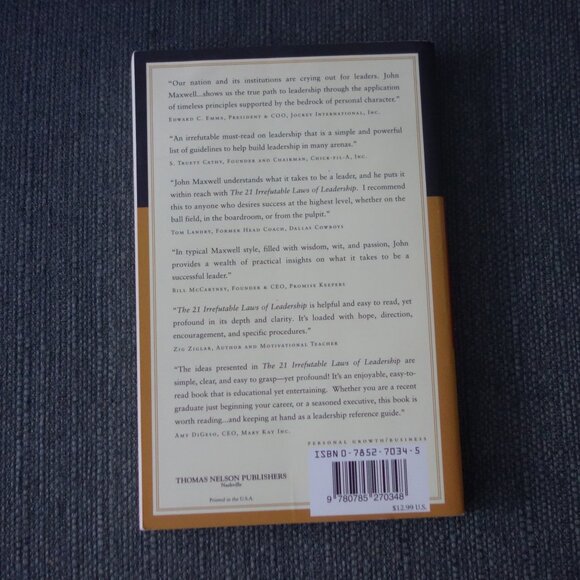 "Our nation and its institutions are crying out for leaders. John
Maxwell...shows us the true path to leadership through the application
of timeless principles supported by the bedrock of personal character."
Edward C. Emma, President & COO, Jockey International, Inc.
"An irrefutable must-read on leadership that is a simple and powerful
list of guidelines to help build leadership in many arenas."
S. Truett Cathy, Founder and Chairman, Chick-fil-A, Inc.
"John Maxwell understands what it takes to be a leader, and he puts it
within reach with The 21 Irrefutable Laws of Leadership. I recommend
this to anyone who desires success at the highest level, whether on the
ball field, in the boardroom, or from the pulpit."
Tom Landry, Former Head Coach, Dallas Cowboys
"In typical Maxwell style, filled with wisdom, wit, and passion, John
provides a wealth of practical insights on what it takes to be a
successful leader."
Bill McCartney, Founder & CEO, Promise Keepers
"The 21 Irrefutable Laws of Leadership is helpful and easy to read, yet
profound in its depth and clarity. It's loaded with hope, direction,
encouragement, and specific procedures."
Zig Ziglar, Author and Motivational Teacher
"The ideas presented in The 21 Irrefutable Laws of Leadership are
simple, clear, and easy to grasp—yet profound! It's an enjoyable, easy-to-
read book that is educational yet entertaining. Whether you are a recent
graduate just beginning your career, or a seasoned executive, this book is
worth reading...and keeping at hand as a leadership reference guide."
Amy DiGeso, CEO, Mary Kay Inc.
PERSONAL GROWTH/BUSINESS
ISBN 0-7852-7034-5
THOMAS NELSON PUBLISHERS
Nashville
Printed in the U.S.A.
9 780785 270348
$12.99 U.S.